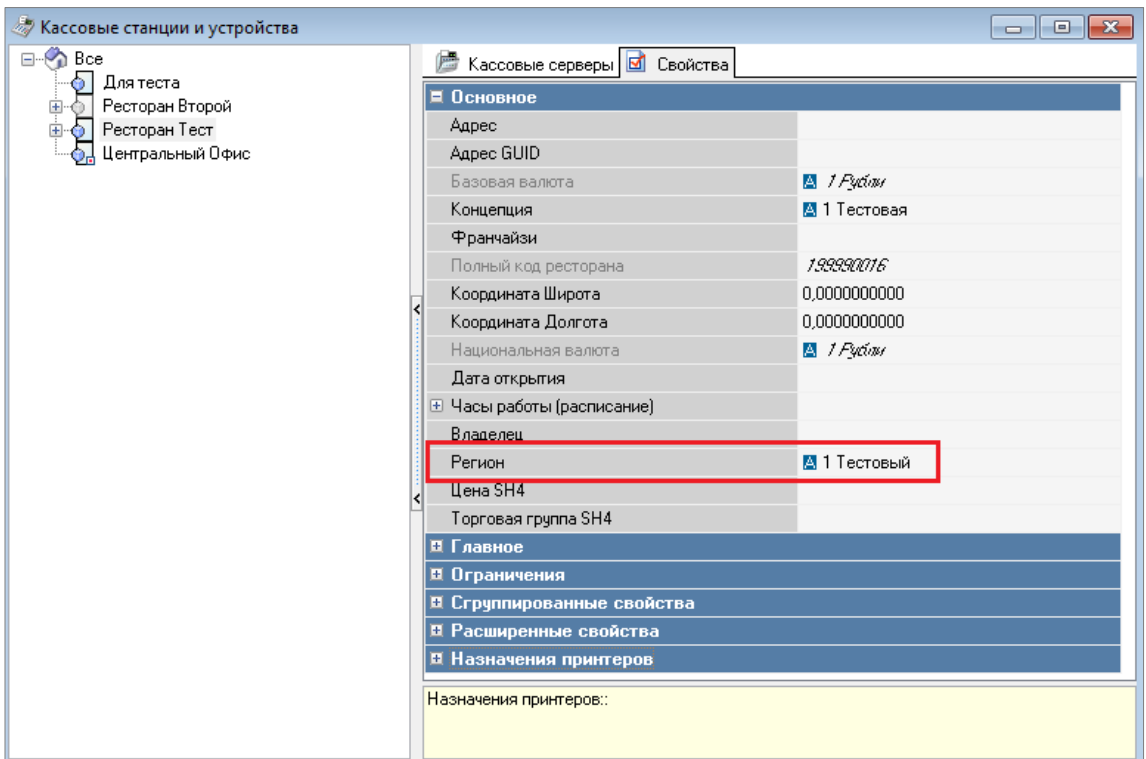 Кассовые станции и устройства
Все
Для теста
Ресторан Второй
Ресторан Тест
Центральный Офис
Кассовые серверы Свойства
Основное
Адрес
Адрес GUID
Базовая валюта A 1 Рубли
Концепция A 1 Тестовая
Франчайзи
Полный код ресторана 199990016
Координата Широта 0,0000000000
Координата Долгота 0,0000000000
Национальная валюта A 1 Рубли
Дата открытия
Часы работы (расписание)
Владелец
Регион A 1 Тестовый
Цена SH4
Торговая группа SH4
Главное
Ограничения
Сгруппированные свойства
Расширенные свойства
Назначения принтеров
Назначения принтеров::